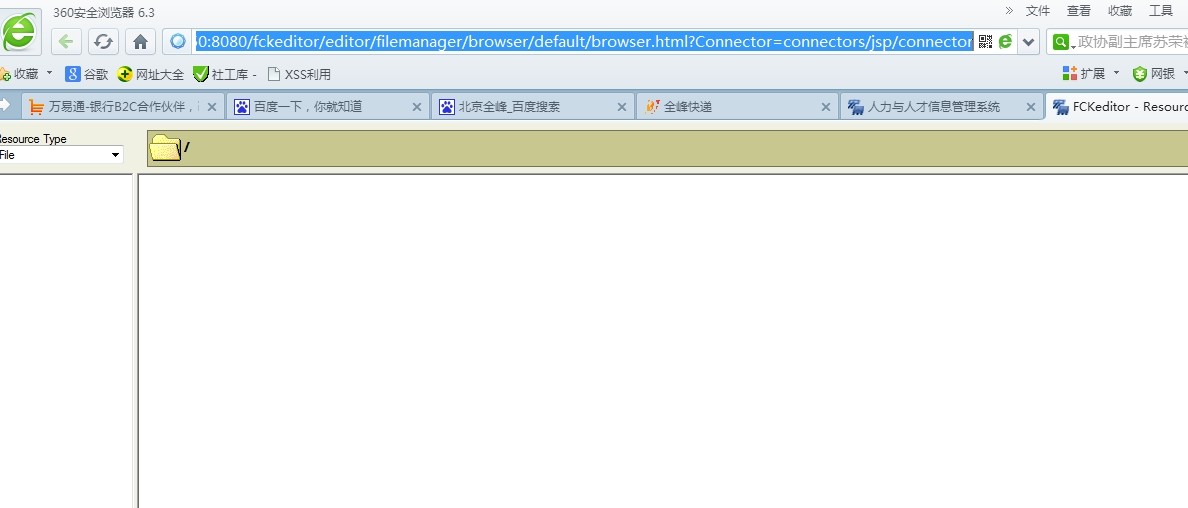 360安全浏览器 6.3
» 文件 查看 收藏 工具
0:8080/fckeditor/editor/filemanager/browser/default/browser.html?Connector=connectors/jsp/connector
政协副主席苏荣
收藏 谷歌 网址大全 社工库 - XSS利用 扩展 网银
万易通-银行B2C合作伙伴, 百度一下，你就知道 北京全峰_百度搜索 全峰快递 人力与人才信息管理系统 FCKeditor - Resourc
Resource Type
File
/